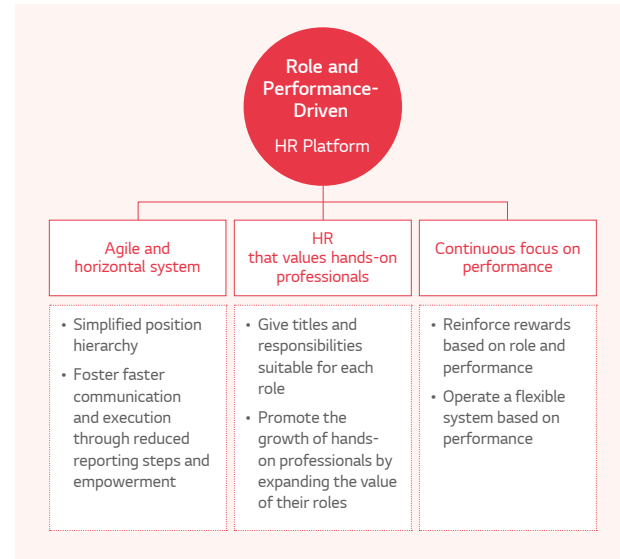 Role and
Performance-
Driven
HR Platform
Agile and
horizontal system
HR
that values hands-on
professionals
Continuous focus on
performance
• Simplified position
hierarchy
• Foster faster
communication
and execution
through reduced
reporting steps and
empowerment
• Give titles and
responsibilities
suitable for each
role
• Promote the
growth of hands-
on professionals by
expanding the value
of their roles
• Reinforce rewards
based on role and
performance
• Operate a flexible
system based on
performance